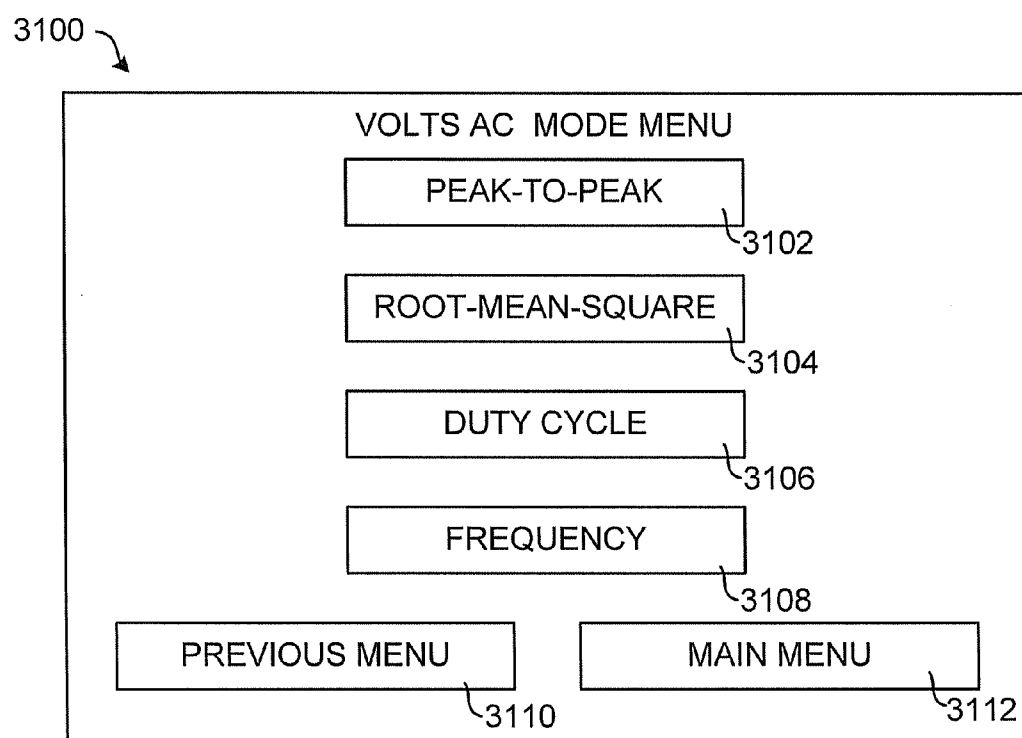 3100
VOLTS AC MODE MENU
PEAK-TO-PEAK
3102
ROOT-MEAN-SQUARE
3104
DUTY CYCLE
3106
FREQUENCY
3108
PREVIOUS MENU
MAIN MENU
3110
3112